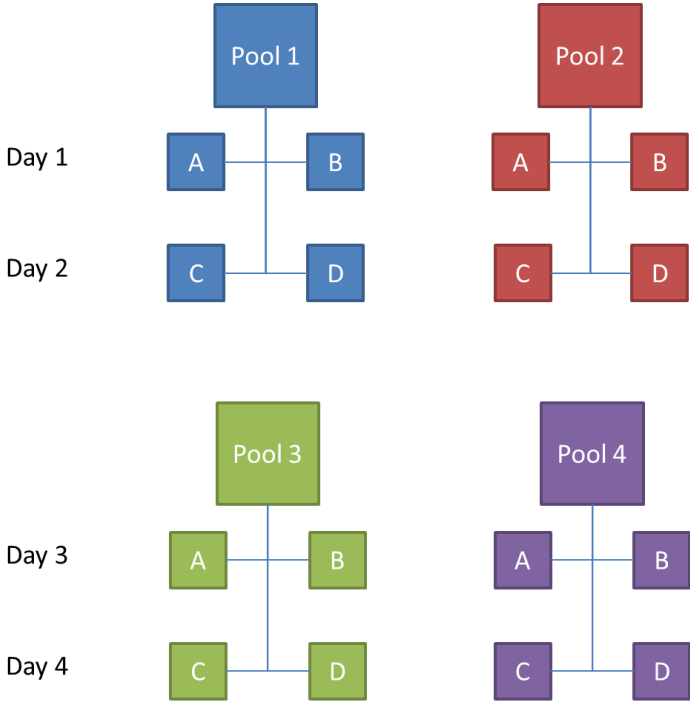 Pool 1 Pool 2
Day 1 A B A B
Day 2 C D C D
Pool 3 Pool 4
Day 3 A B A B
Day 4 C D C D